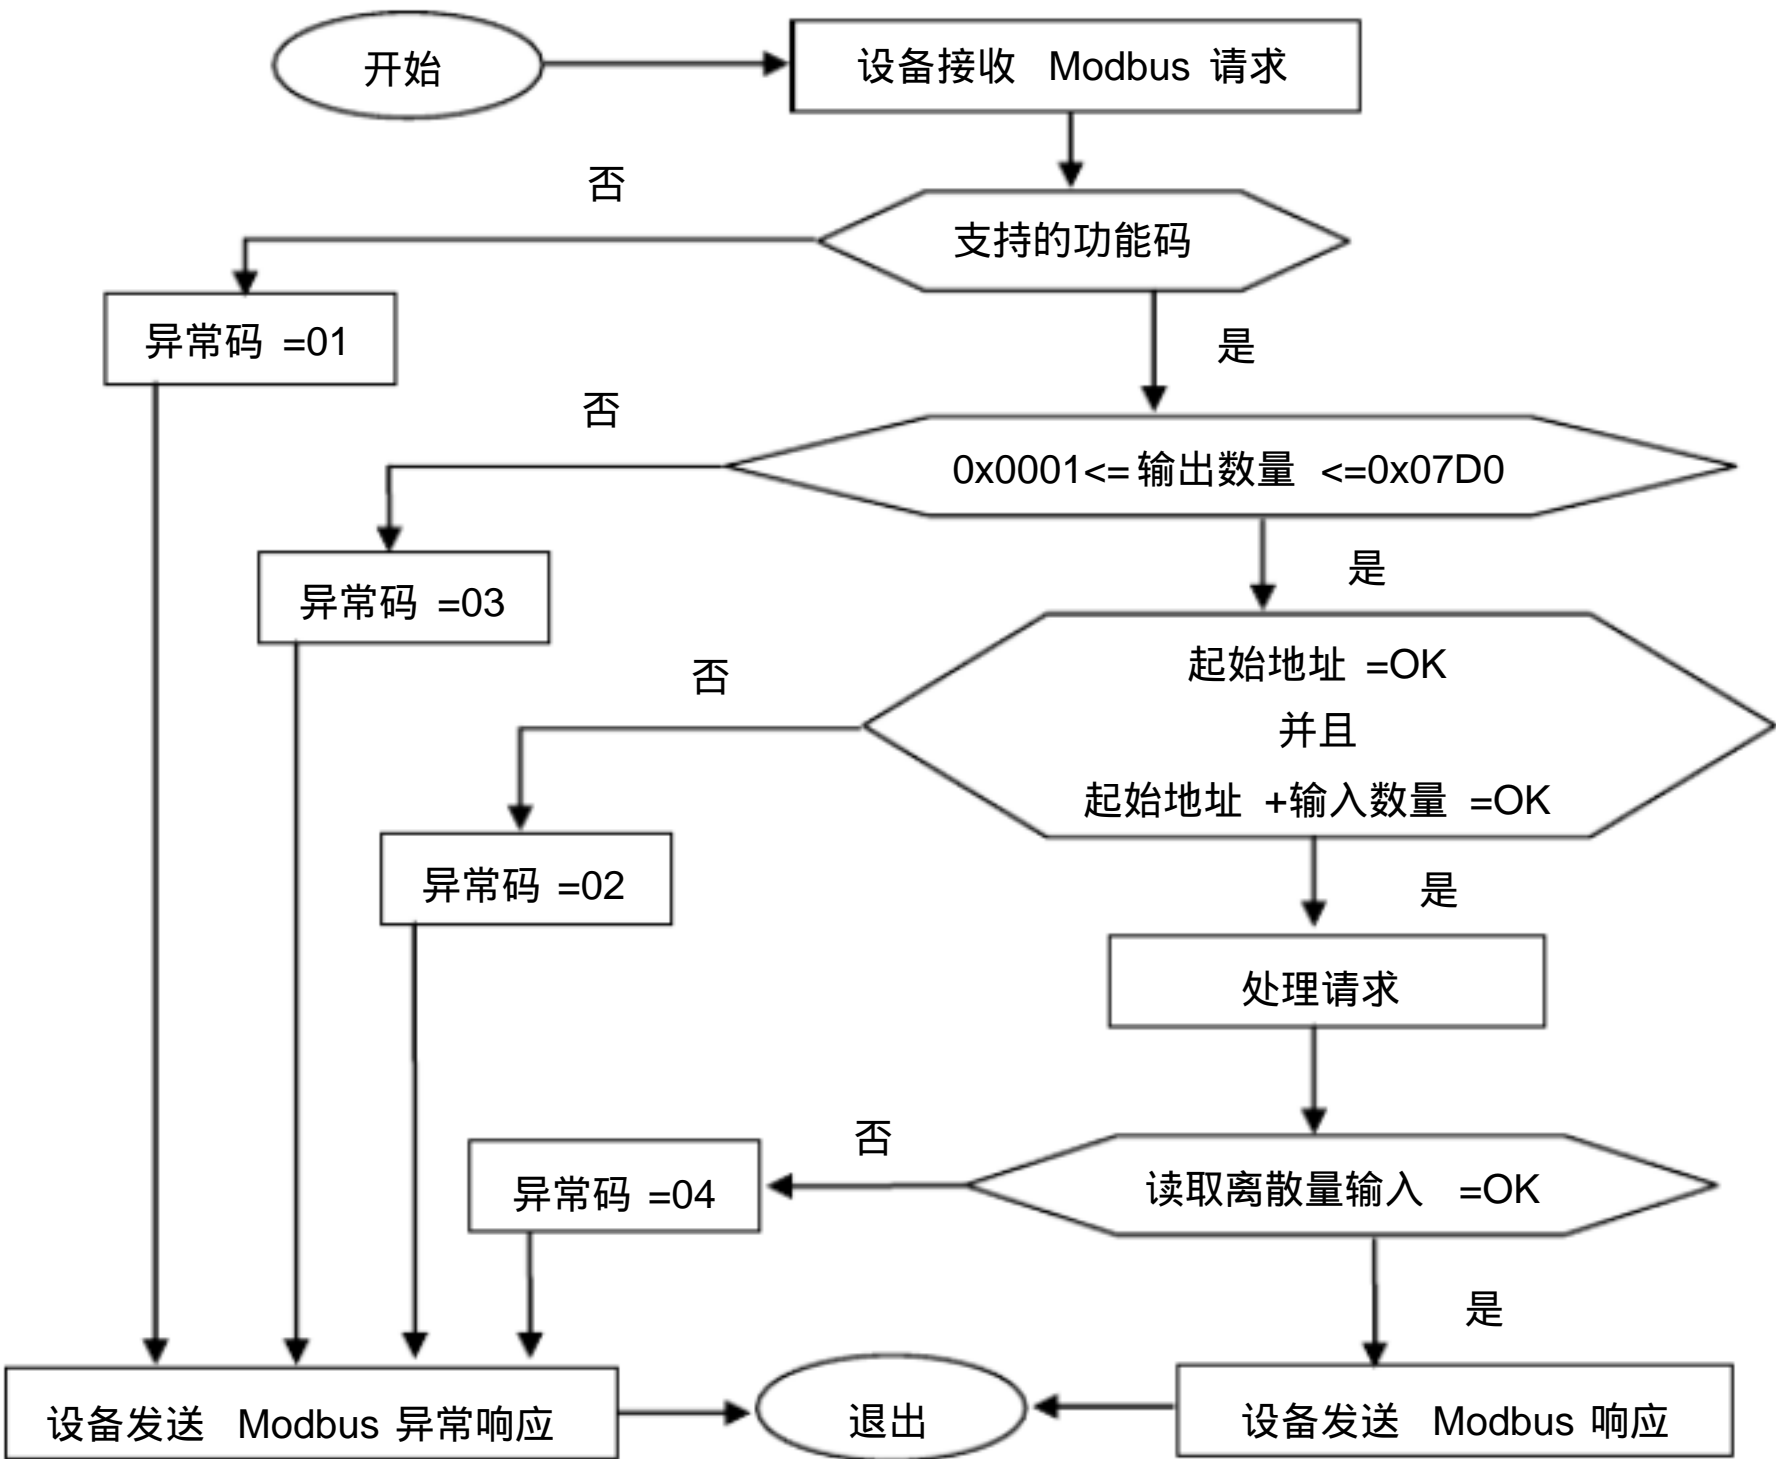 开始
设备接收 Modbus 请求
否
支持的功能码
异常码 =01
是
否
0x0001<=输出数量 <=0x07D0
是
异常码 =03
否
起始地址 =OK
并且
起始地址 +输入数量 =OK
异常码 =02
是
处理请求
否
异常码 =04
读取离散量输入 =OK
是
设备发送 Modbus 异常响应
退出
设备发送 Modbus 响应